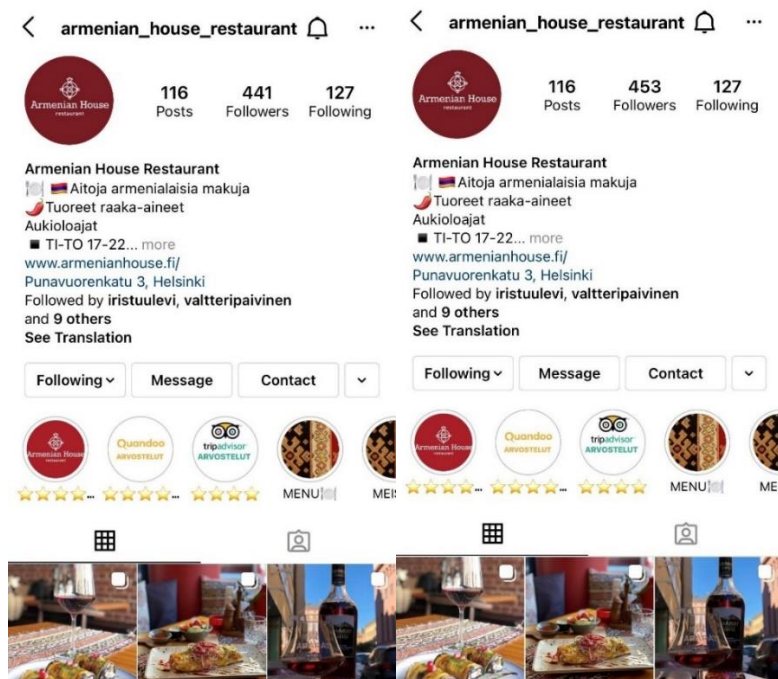 armenian_house_restaurant
Armenian House
restaurant
116 441 127
Posts Followers Following
Armenian House Restaurant
Aitoja armenialaisia makuja
Tuoreet raaka-aineet
Aukioloajat
TI-TO 17-22... more
www.armenianhouse.fi/
Punavuorenkatu 3, Helsinki
Followed by iristuulevi, valtteripaivinen
and 9 others
See Translation
Following Message Contact
Armenian House
restaurant
Quandoo
ARVOSTELUT
tripadvisor
ARVOSTELUT
... ... MENU MEIS
armenian_house_restaurant
Armenian House
restaurant
116 453 127
Posts Followers Following
Armenian House Restaurant
Aitoja armenialaisia makuja
Tuoreet raaka-aineet
Aukioloajat
TI-TO 17-22... more
www.armenianhouse.fi/
Punavuorenkatu 3, Helsinki
Followed by iristuulevi, valtteripaivinen
and 9 others
See Translation
Following Message Contact
Armenian House
restaurant
Quandoo
ARVOSTELUT
tripadvisor
ARVOSTELUT
... ... MENU ME